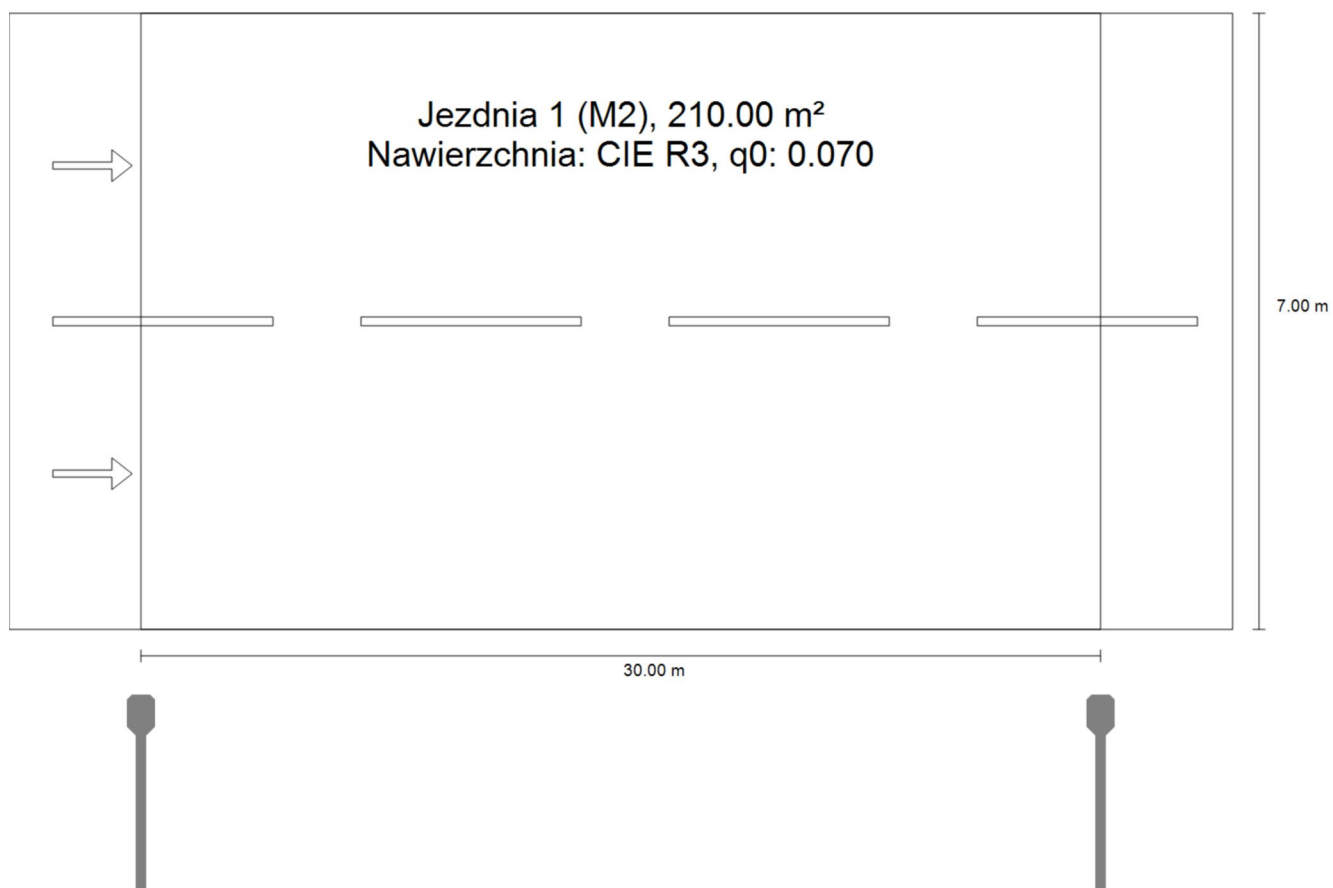 Jezdnia 1 (M2), 210.00 m²
Nawierzchnia: CIE R3, q0: 0.070
7.00 m
30.00 m